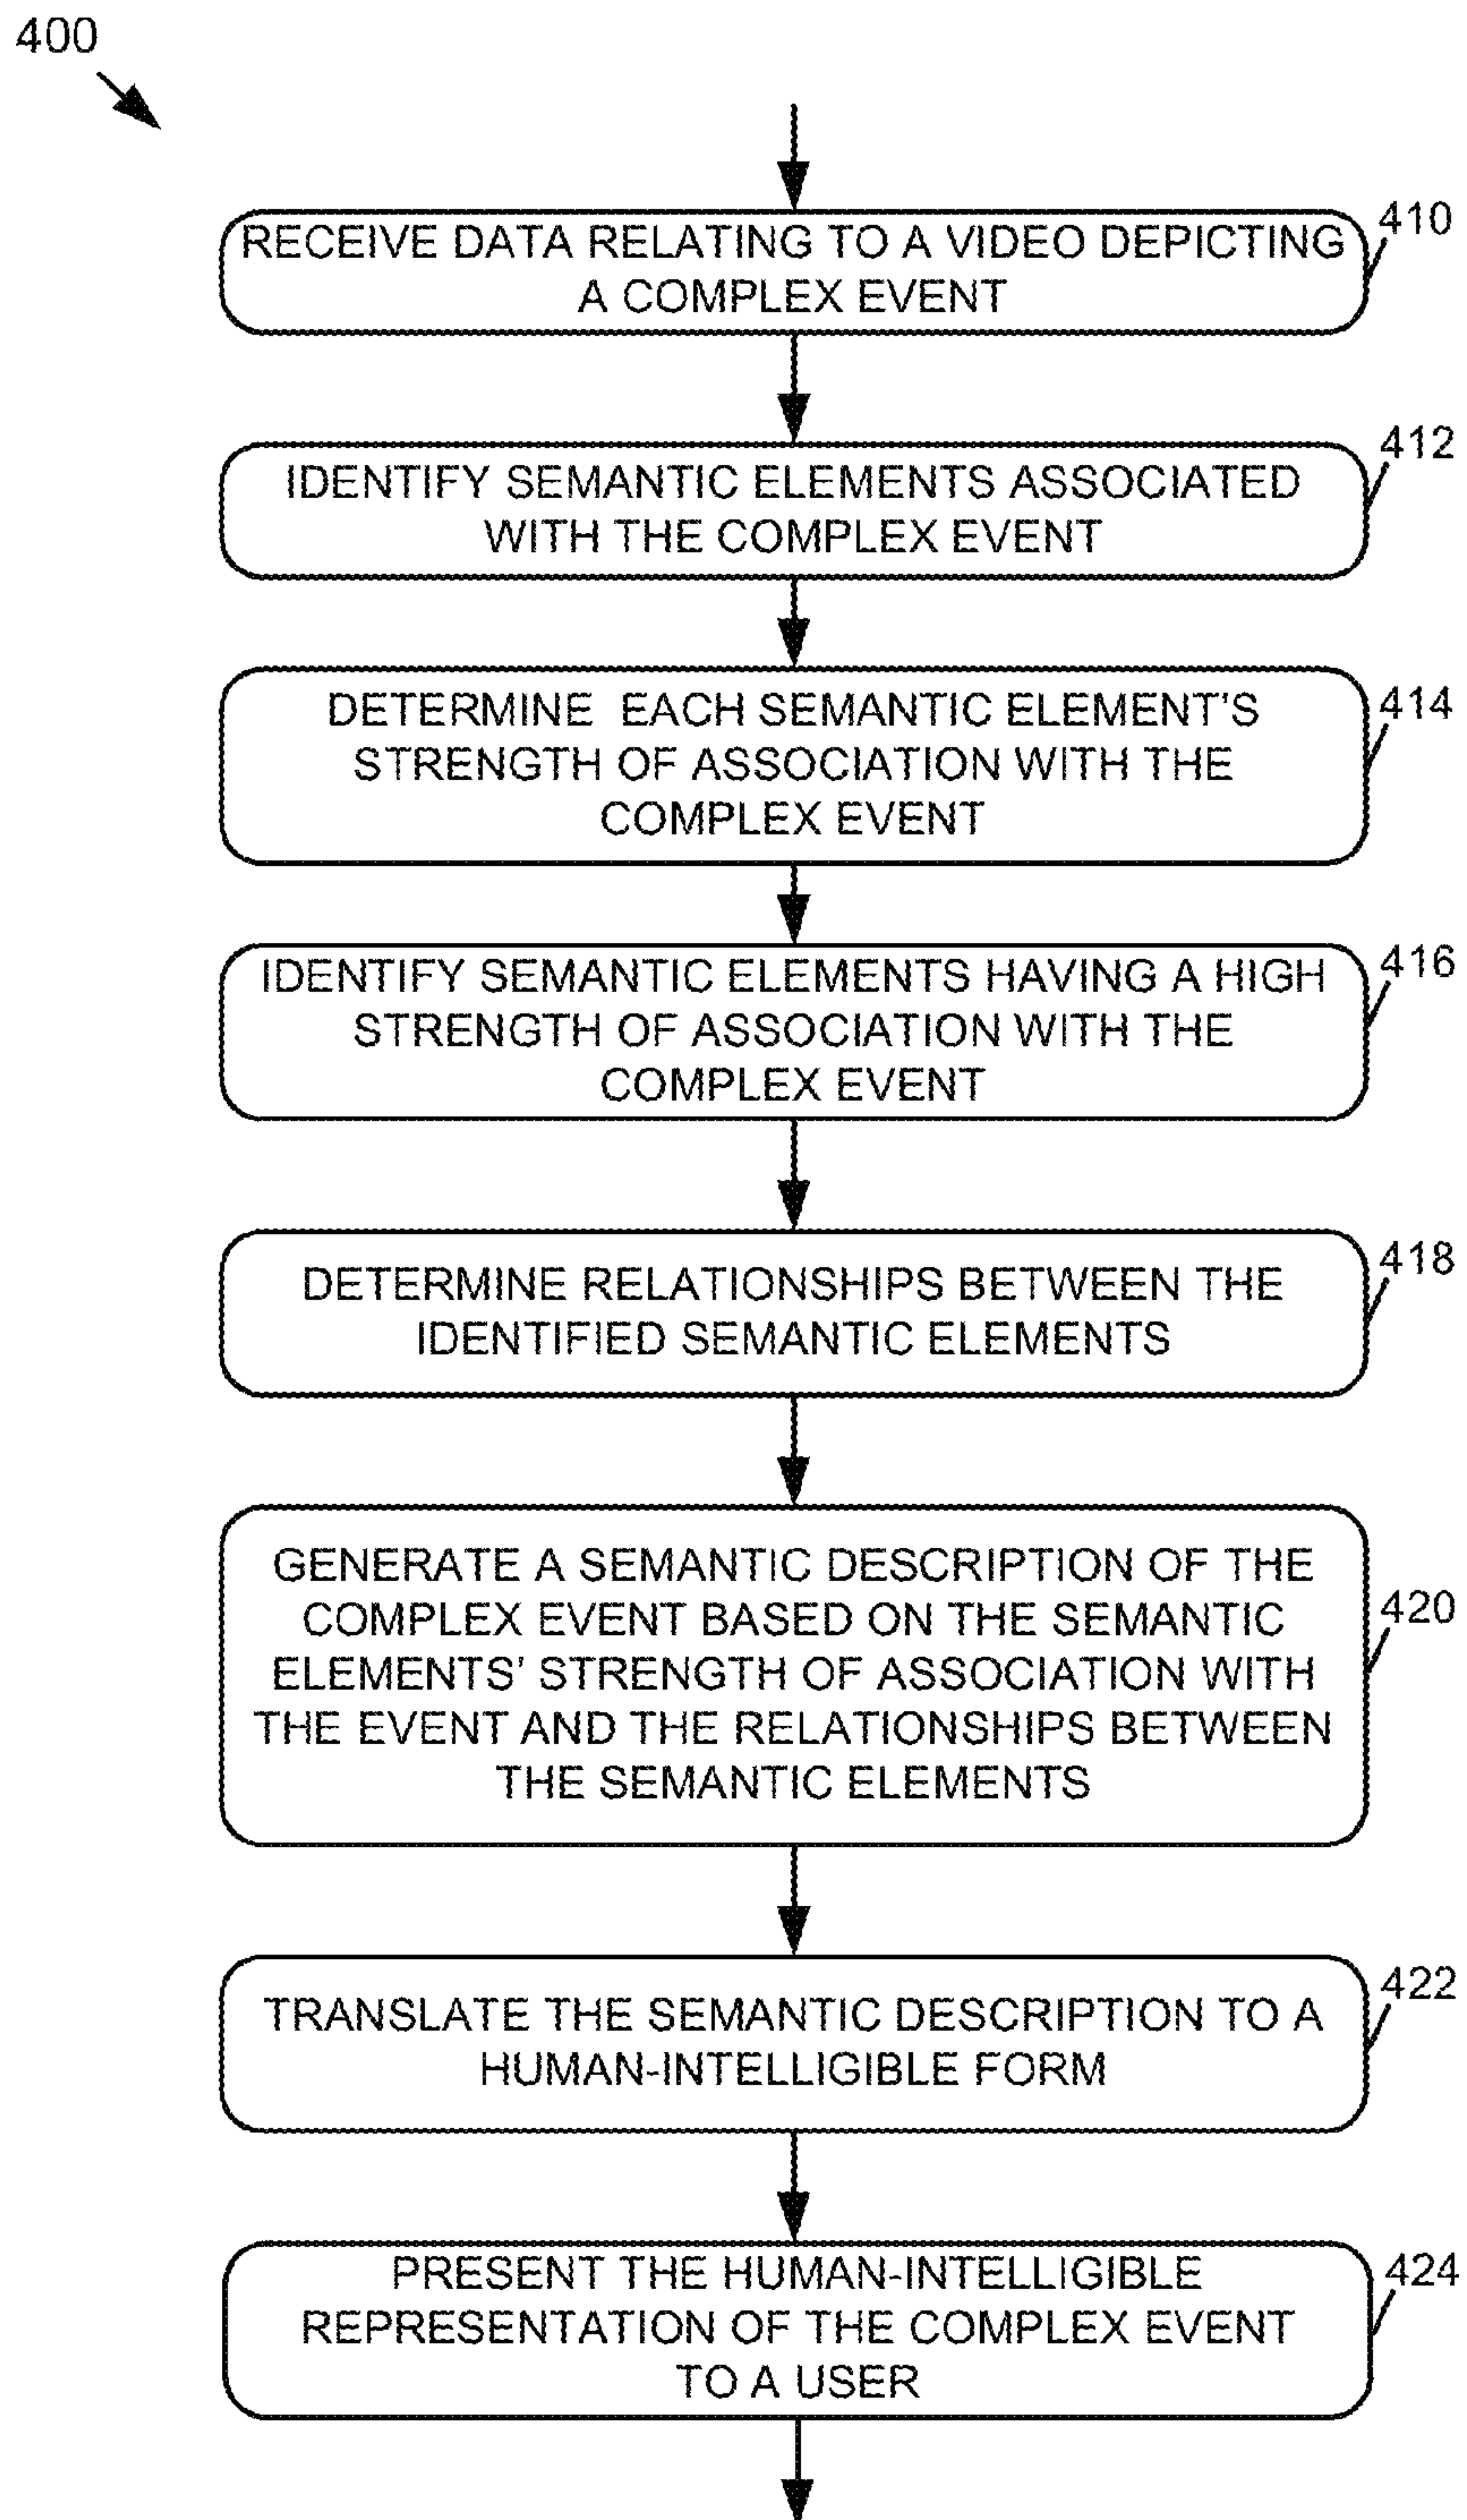 400
RECEIVE DATA RELATING TO A VIDEO DEPICTING
A COMPLEX EVENT
410
IDENTIFY SEMANTIC ELEMENTS ASSOCIATED
WITH THE COMPLEX EVENT
412
DETERMINE EACH SEMANTIC ELEMENT'S
STRENGTH OF ASSOCIATION WITH THE
COMPLEX EVENT
414
IDENTIFY SEMANTIC ELEMENTS HAVING A HIGH
STRENGTH OF ASSOCIATION WITH THE
COMPLEX EVENT
416
DETERMINE RELATIONSHIPS BETWEEN THE
IDENTIFIED SEMANTIC ELEMENTS
418
GENERATE A SEMANTIC DESCRIPTION OF THE
COMPLEX EVENT BASED ON THE SEMANTIC
ELEMENTS' STRENGTH OF ASSOCIATION WITH
THE EVENT AND THE RELATIONSHIPS BETWEEN
THE SEMANTIC ELEMENTS
420
TRANSLATE THE SEMANTIC DESCRIPTION TO A
HUMAN-INTELLIGIBLE FORM
422
PRESENT THE HUMAN-INTELLIGIBLE
REPRESENTATION OF THE COMPLEX EVENT
TO A USER
424